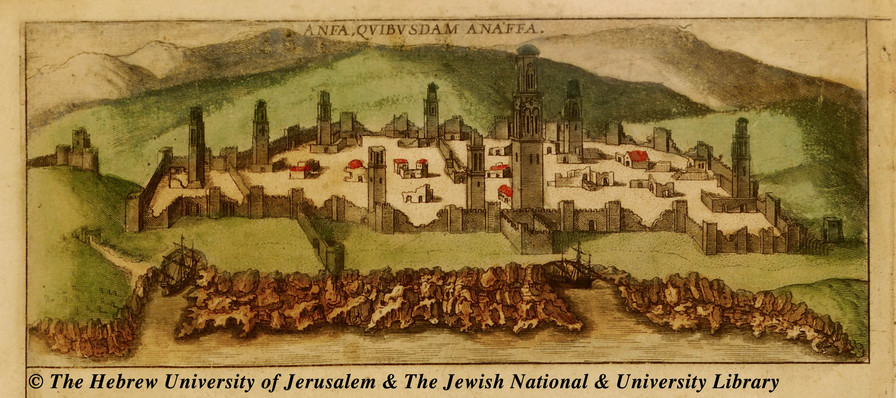 ANFA, QVIBVSDAM ANAFFA.
© The Hebrew University of Jerusalem & The Jewish National & University Library